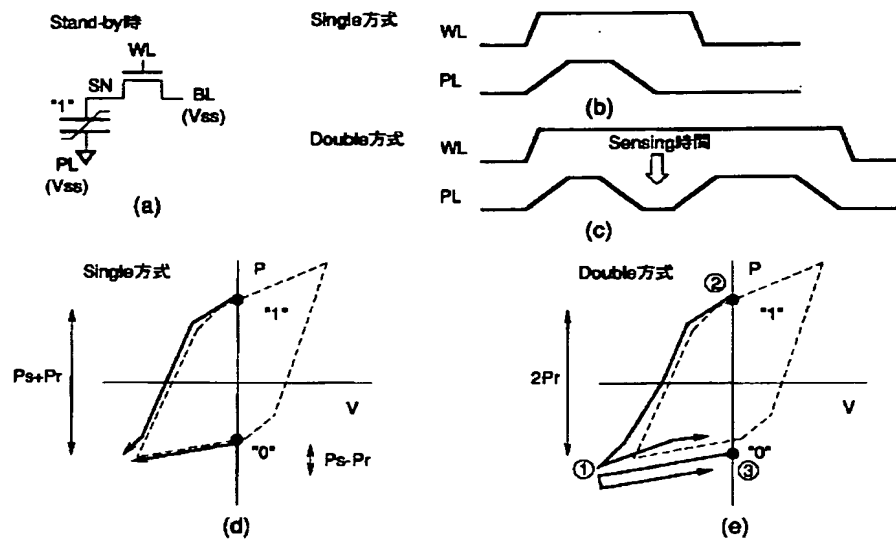 Stand-by時
WL
SN
"1"
BL
(Vss)
PL
(Vss)
(a)
Single方式
WL
PL
(b)
Double方式
WL
Sensing時間
PL
(c)
Single方式
P
"1"
Ps+Pr
V
"0"
Ps-Pr
(d)
Double方式
P
②
"1"
2Pr
V
"0"
①
③
(e)